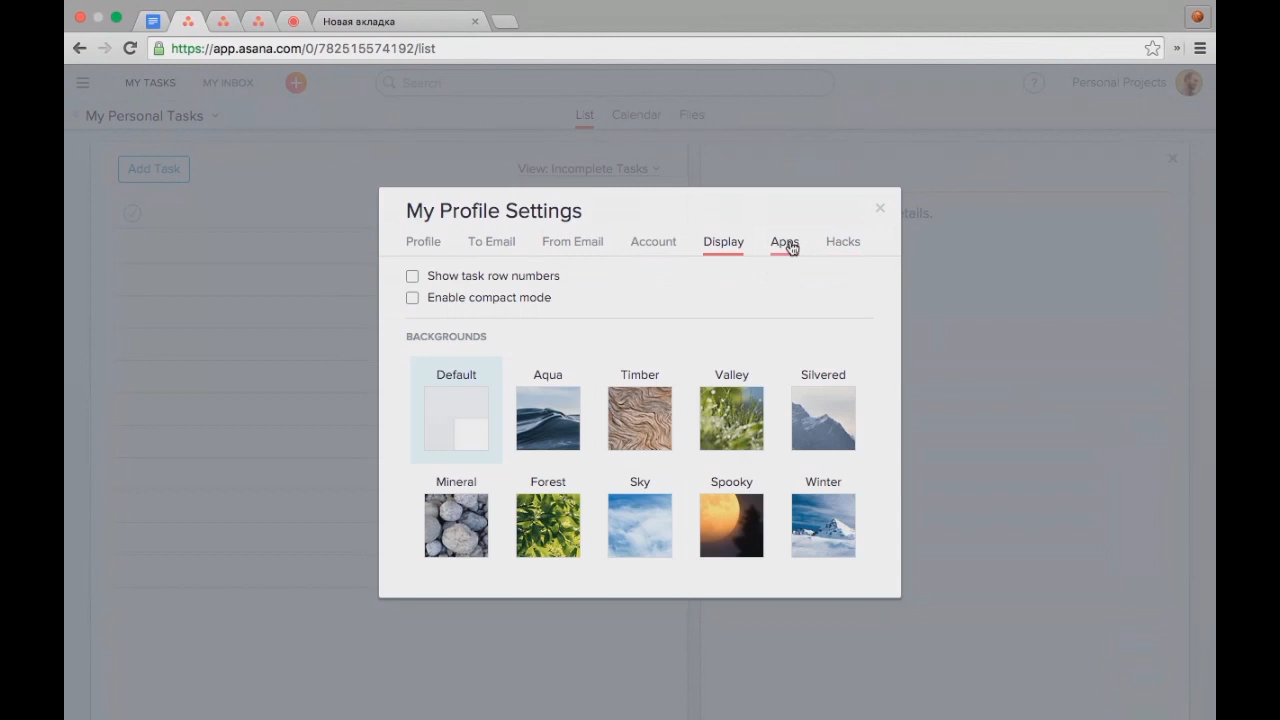 Новая вкладка
https://app.asana.com/0/782515574192/list
MY TASKS MY INBOX Search ? Personal Projects
My Personal Tasks List Calendar Files
Add Task View: Incomplete Tasks
My Profile Settings
Profile To Email From Email Account Display Apps Hacks
Show task row numbers
Enable compact mode
BACKGROUNDS
Default Aqua Timber Valley Silvered
Mineral Forest Sky Spooky Winter